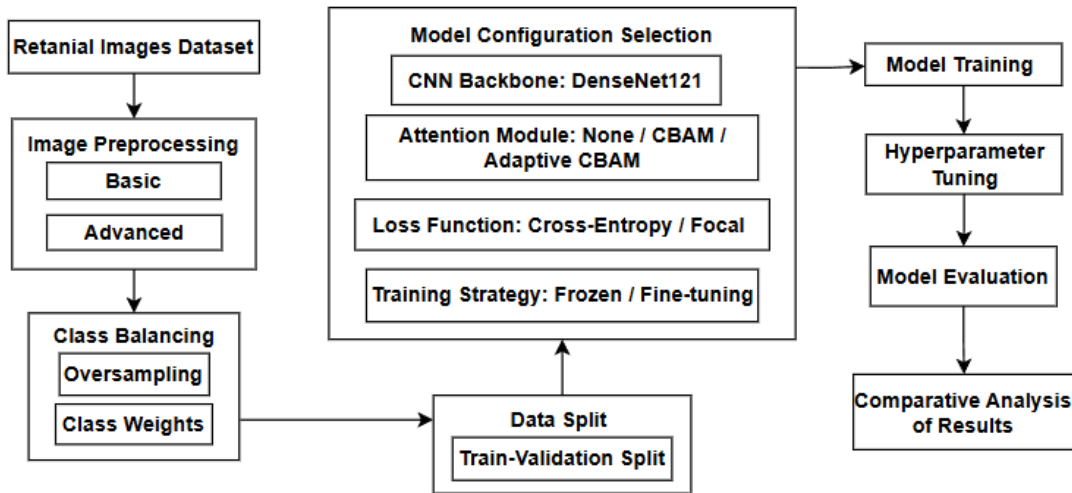 Retanial Images Dataset
Image Preprocessing
Basic
Advanced
Class Balancing
Oversampling
Class Weights
Data Split
Train-Validation Split
Model Configuration Selection
CNN Backbone: DenseNet121
Attention Module: None / CBAM /
Adaptive CBAM
Loss Function: Cross-Entropy / Focal
Training Strategy: Frozen / Fine-tuning
Model Training
Hyperparameter
Tuning
Model Evaluation
Comparative Analysis
of Results